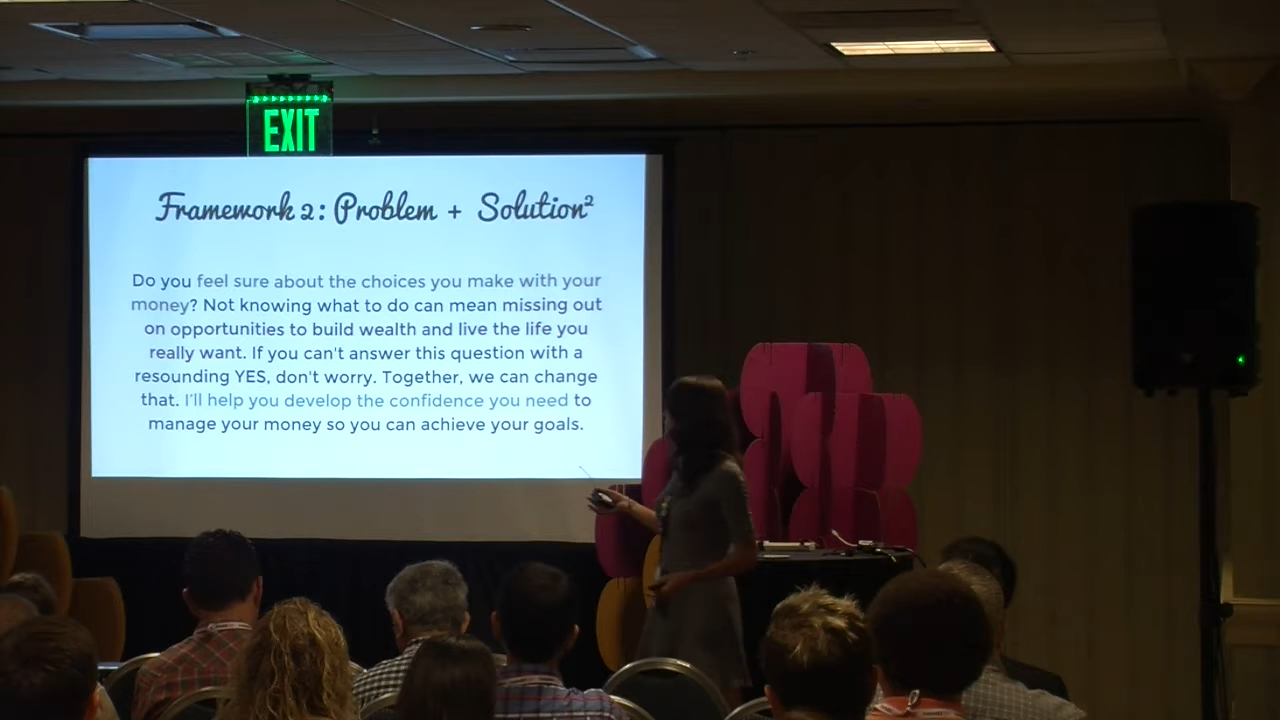 EXIT
Framework 2: Problem + Solution²
Do you feel sure about the choices you make with your
money? Not knowing what to do can mean missing out
on opportunities to build wealth and live the life you
really want. If you can't answer this question with a
resounding YES, don't worry. Together, we can change
that. I'll help you develop the confidence you need to
manage your money so you can achieve your goals.